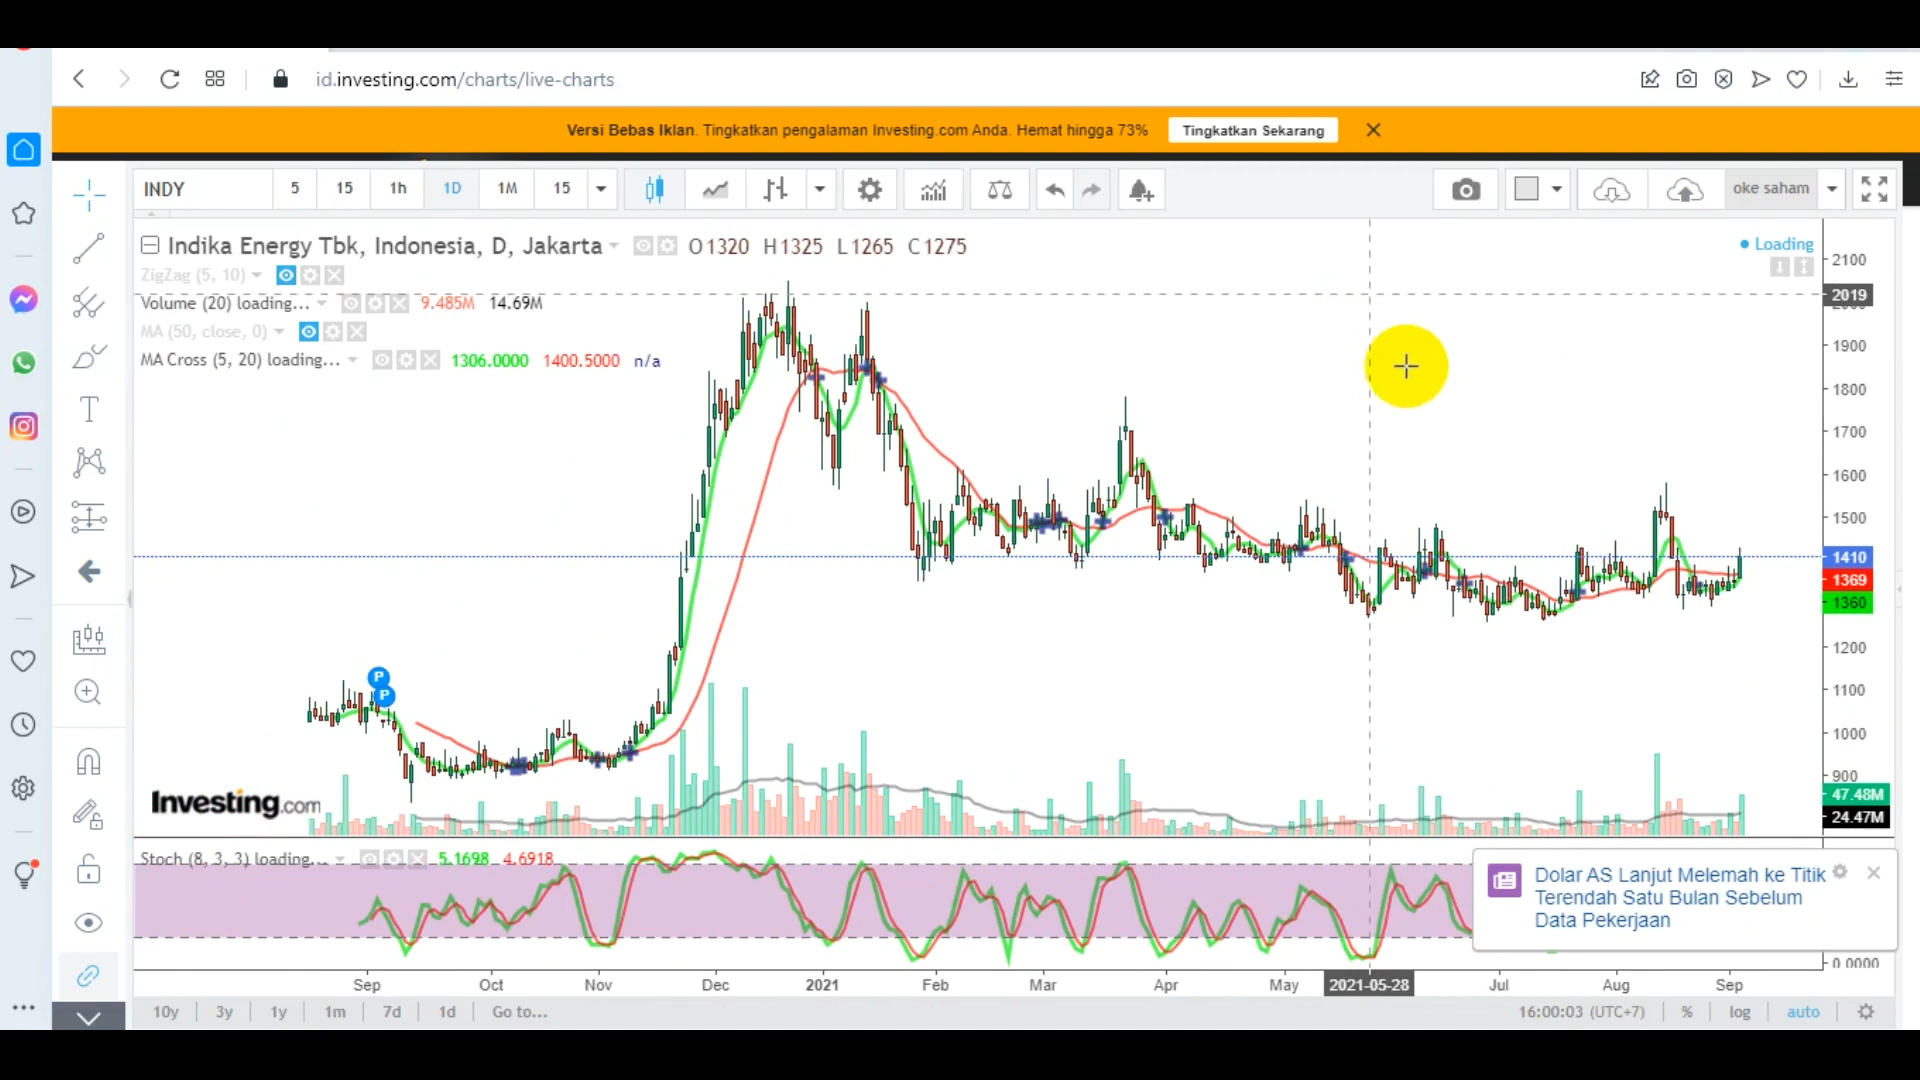 id.investing.com/charts/live-charts
Versi Bebas Iklan. Tingkatkan pengalaman Investing.com Anda. Hemat hingga 73% Tingkatkan Sekarang
INDY 5 15 1h 1D 1M 15 oke saham
Indika Energy Tbk, Indonesia, D, Jakarta O1320 H1325 L1265 C1275
Loading
ZigZag (5, 10)
Volume (20) loading... 9.485M 14.69M
MA (50, close, 0)
MA Cross (5, 20) loading... 1306.0000 1400.5000 n/a
2100
2019
1900
1800
1700
1600
1500
1410
1369
1360
1200
1100
1000
900
47.48M
24.47M
P
P
Investing.com
Stoch (8, 3, 3) loading... 5.1698 4.6918
Dolar AS Lanjut Melemah ke Titik
Terendah Satu Bulan Sebelum
Data Pekerjaan
0.0000
Sep Oct Nov Dec 2021 Feb Mar Apr May 2021-05-28 Jul Aug Sep
10y 3y 1y 1m 7d 1d Go to... 16:00:03 (UTC+7) % log auto